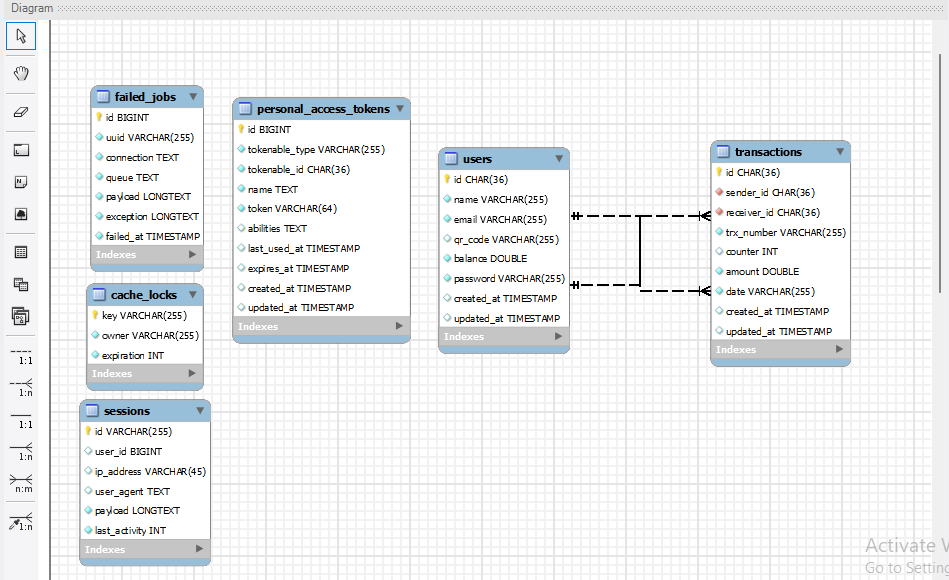 Diagram
failed_jobs
id BIGINT
uuid VARCHAR(255)
connection TEXT
queue TEXT
payload LONGTEXT
exception LONGTEXT
failed_at TIMESTAMP
Indexes
cache_locks
key VARCHAR(255)
owner VARCHAR(255)
expiration INT
Indexes
sessions
id VARCHAR(255)
user_id BIGINT
ip_address VARCHAR(45)
user_agent TEXT
payload LONGTEXT
last_activity INT
Indexes
personal_access_tokens
id BIGINT
tokenable_type VARCHAR(255)
tokenable_id CHAR(36)
name TEXT
token VARCHAR(64)
abilities TEXT
last_used_at TIMESTAMP
expires_at TIMESTAMP
created_at TIMESTAMP
updated_at TIMESTAMP
Indexes
users
id CHAR(36)
name VARCHAR(255)
email VARCHAR(255)
qr_code VARCHAR(255)
balance DOUBLE
password VARCHAR(255)
created_at TIMESTAMP
updated_at TIMESTAMP
Indexes
transactions
id CHAR(36)
sender_id CHAR(36)
receiver_id CHAR(36)
trx_number VARCHAR(255)
counter INT
amount DOUBLE
date VARCHAR(255)
created_at TIMESTAMP
updated_at TIMESTAMP
Indexes
1:1
1:n
1:1
1:n
n:m
1:n
Activate W
Go to Setting